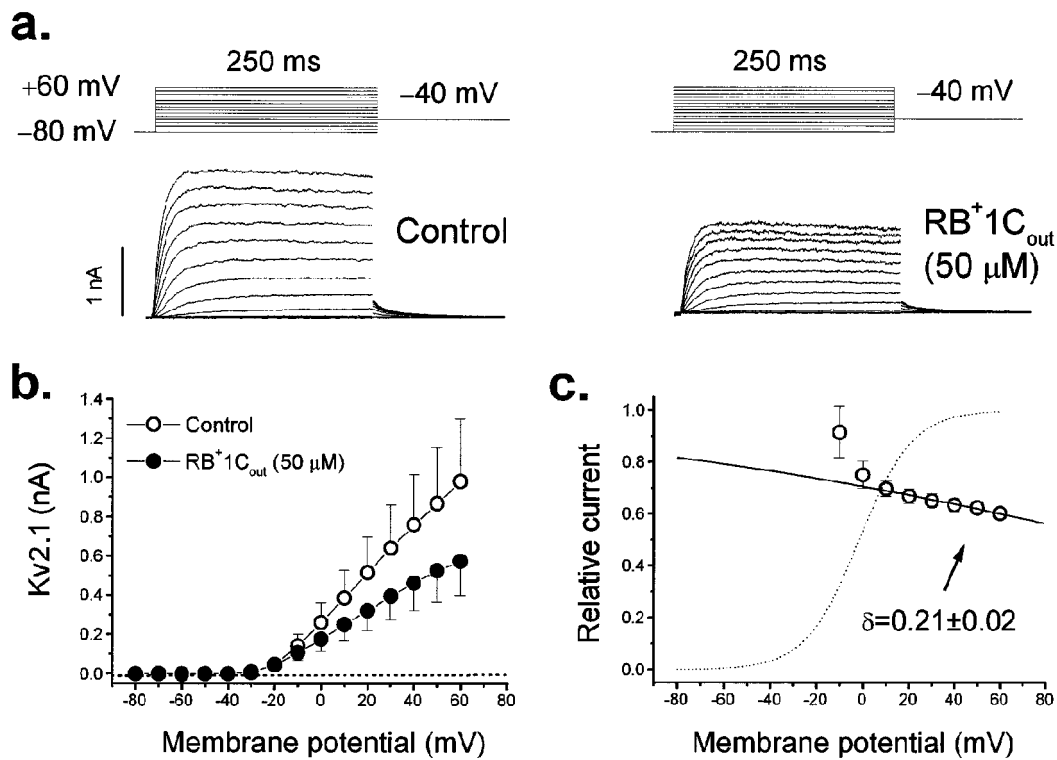 a.
250 ms
+60 mV
−80 mV
−40 mV
Control
1 nA
250 ms
−40 mV
RB⁺1Cₒᵤₜ
(50 μM)
b.
Kv2.1 (nA)
1.4
1.2
1.0
0.8
0.6
0.4
0.2
0.0
Control
RB⁺1Cₒᵤₜ (50 μM)
-80 -60 -40 -20 0 20 40 60 80
Membrane potential (mV)
c.
Relative current
1.0
0.8
0.6
0.4
0.2
0.0
δ=0.21±0.02
-80 -60 -40 -20 0 20 40 60 80
Membrane potential (mV)